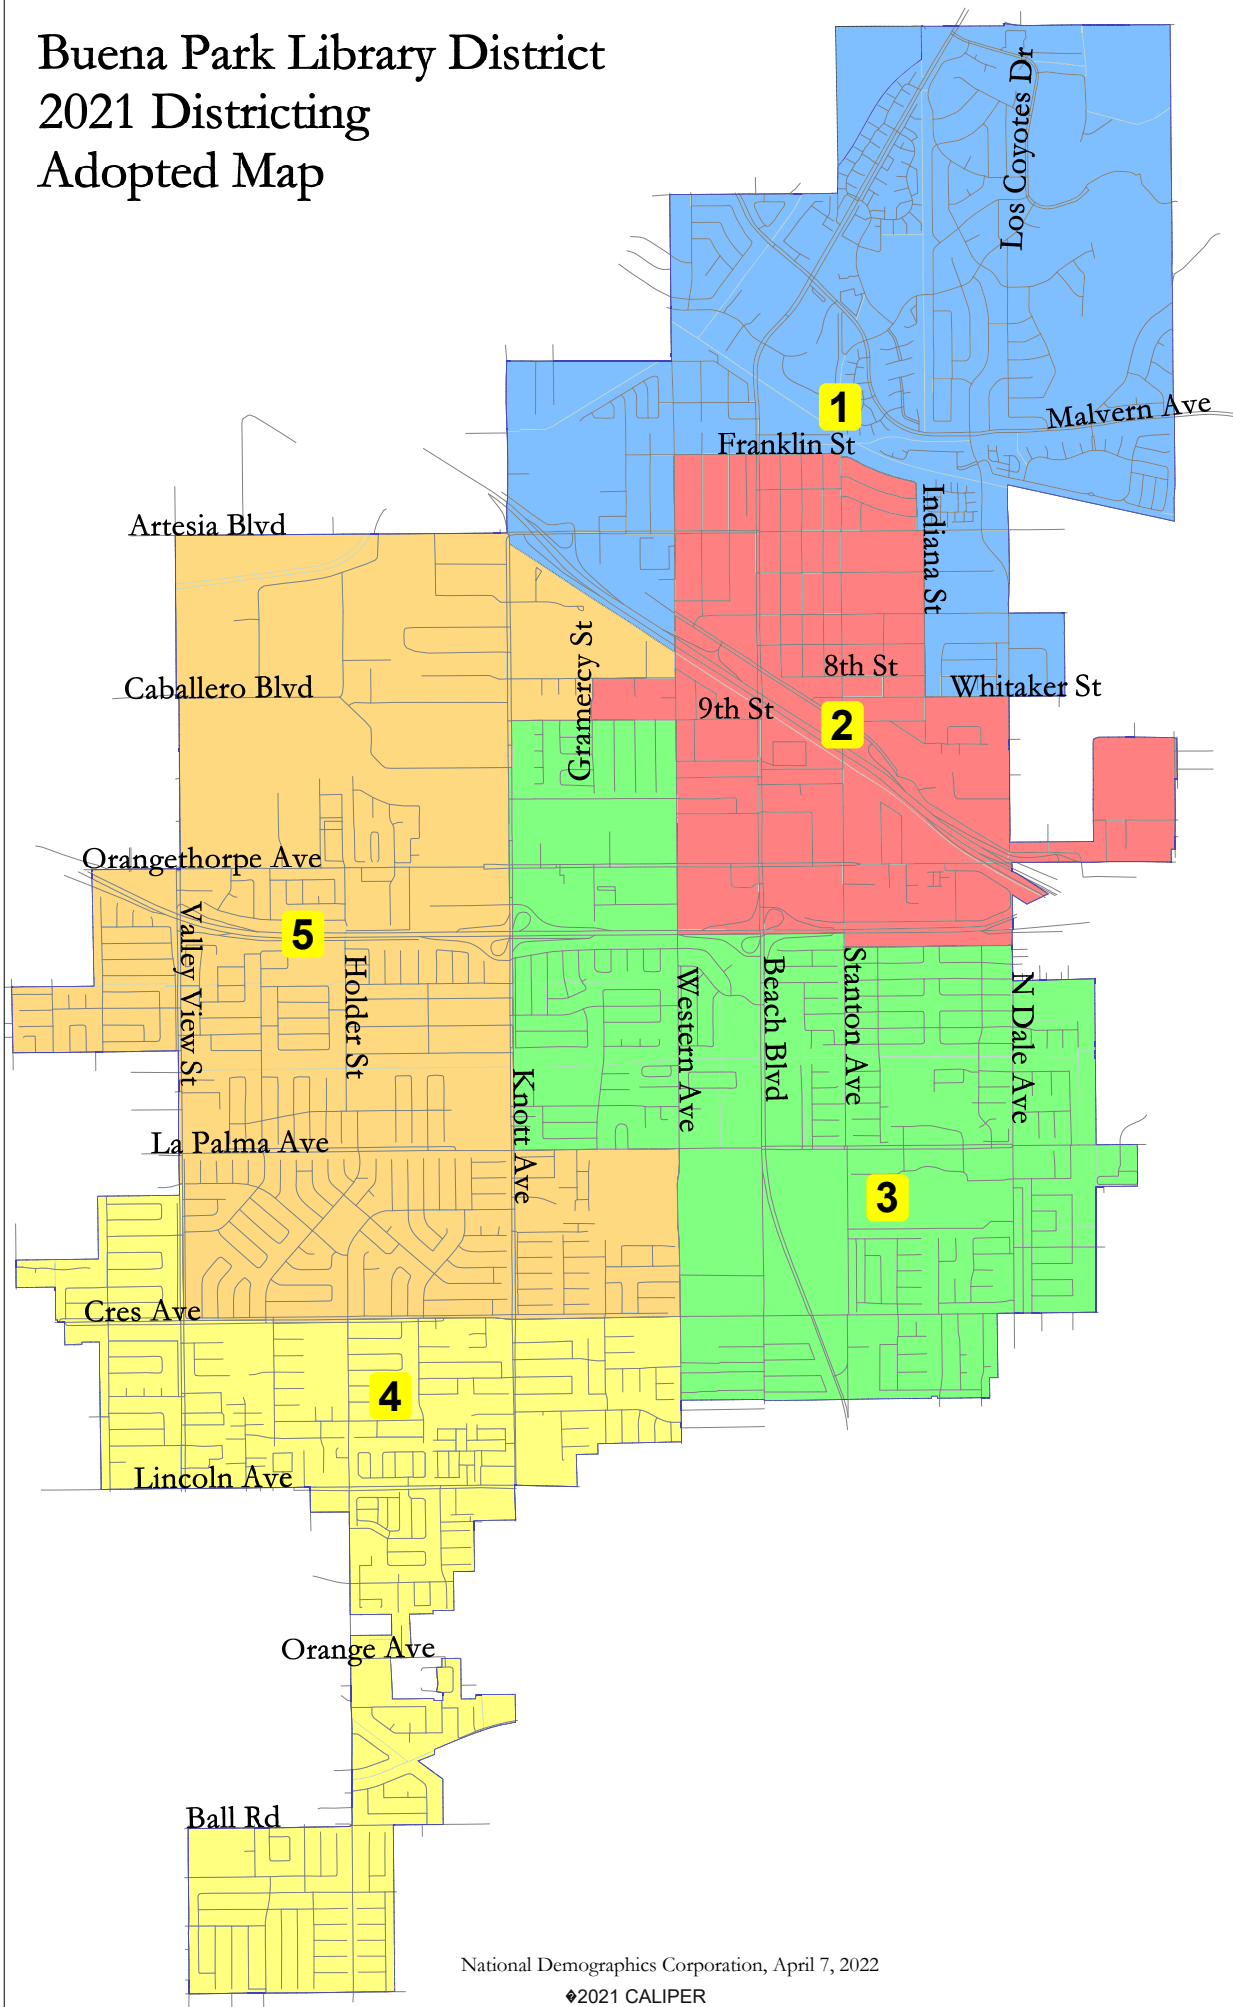 Buena Park Library District
2021 Districting
Adopted Map
Los Coyotes Dr
1
Malvern Ave
Franklin St
Indiana St
Artesia Blvd
Gramercy St
8th St
Caballero Blvd
Whitaker St
9th St
2
Orangethorpe Ave
Valley View St
5
Holder St
Western Ave
Beach Blvd
Stanton Ave
N Dale Ave
Knott Ave
La Palma Ave
3
Cres Ave
4
Lincoln Ave
Orange Ave
Ball Rd
National Demographics Corporation, April 7, 2022
�2021 CALIPER